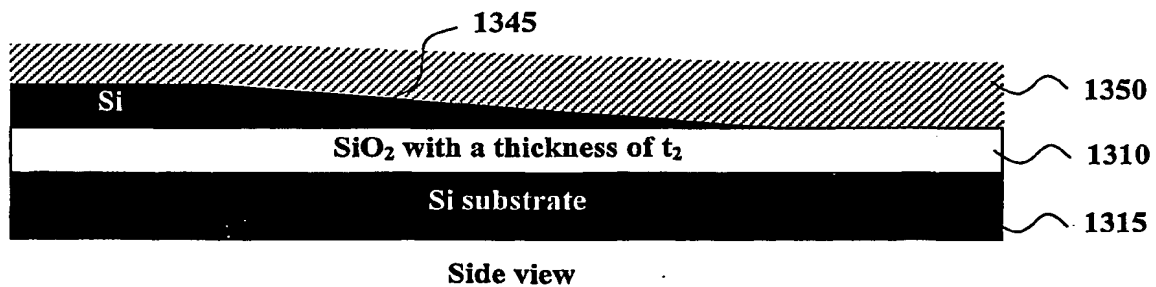 1345
Si
1350
SiO₂ with a thickness of t₂
1310
Si substrate
1315
Side view